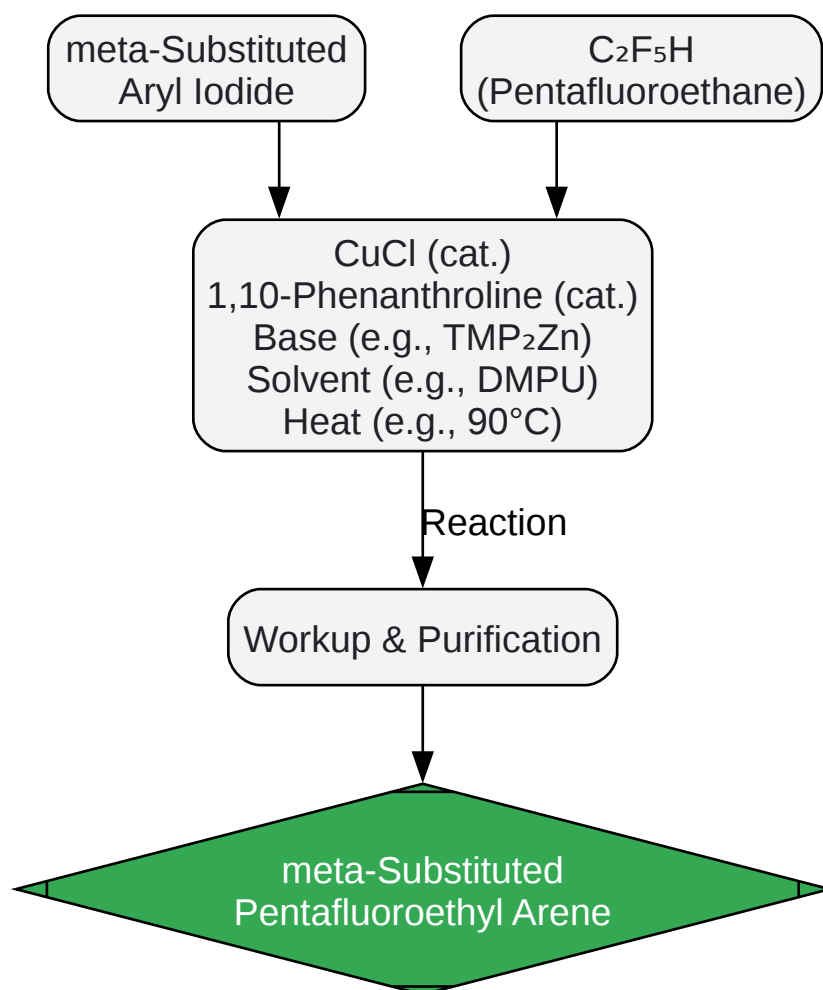 meta-Substituted
Aryl Iodide
C₂F₅H
(Pentafluoroethane)
CuCl (cat.)
1,10-Phenanthroline (cat.)
Base (e.g., TMP₂Zn)
Solvent (e.g., DMPU)
Heat (e.g., 90°C)
Reaction
Workup & Purification
meta-Substituted
Pentafluoroethyl Arene